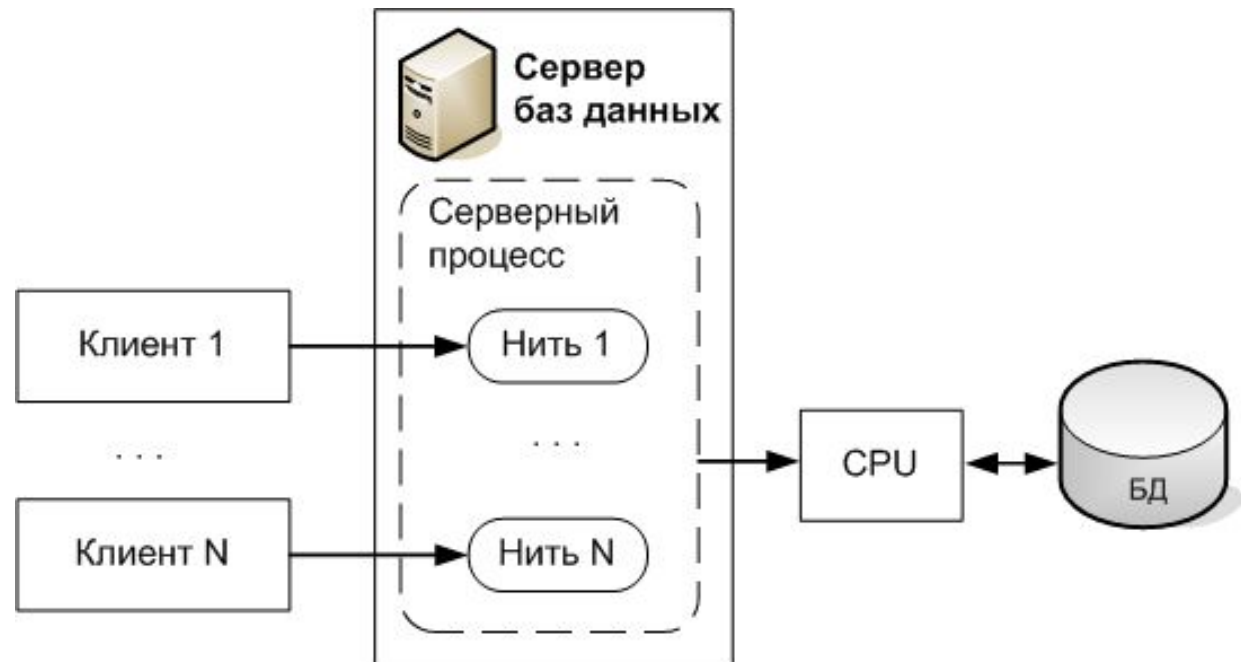 Сервер
баз данных
Серверный
процесс
Клиент 1
Нить 1
. . .
. . .
CPU
БД
Клиент N
Нить N